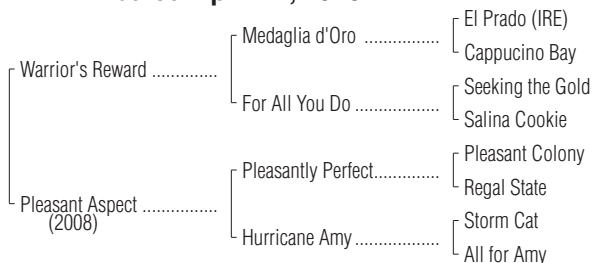 El Prado (IRE)
Medaglia d'Oro ................
Cappucino Bay
Warrior's Reward ..............
Seeking the Gold
For All You Do ..................
Salina Cookie
Pleasant Colony
Pleasantly Perfect..............
Regal State
Pleasant Aspect ................
(2008)
Storm Cat
Hurricane Amy ..................
All for Amy